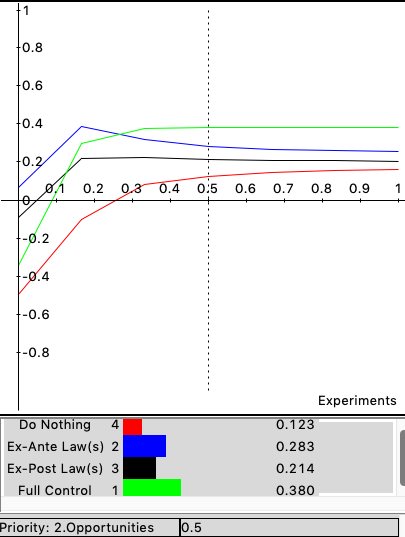 1
0.8
0.6
0.4
0.2
0.1 0.2 0.3 0.4 0.5 0.6 0.7 0.8 0.9 1
0
-0.2
-0.4
-0.6
-0.8
Experiments
Do Nothing 4 0.123
Ex-Ante Law(s) 2 0.283
Ex-Post Law(s) 3 0.214
Full Control 1 0.380
Priority: 2.Opportunities 0.5